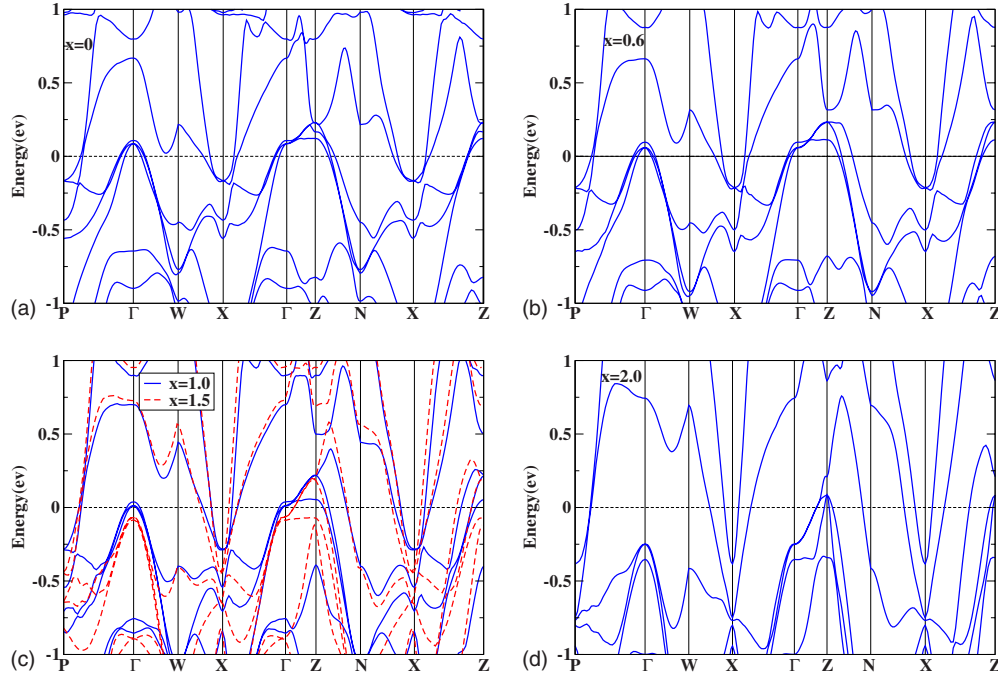 1
x=0
0.5
Energy(ev)
0
-0.5
-1
(a)
P Γ W X Γ Z N X Z
1
x=0.6
0.5
Energy(ev)
0
-0.5
-1
(b)
P Γ W X Γ Z N X Z
1
x=1.0
x=1.5
0.5
Energy(ev)
0
-0.5
-1
(c)
P Γ W X Γ Z N X Z
1
x=2.0
0.5
Energy(ev)
0
-0.5
-1
(d)
P Γ W X Γ Z N X Z